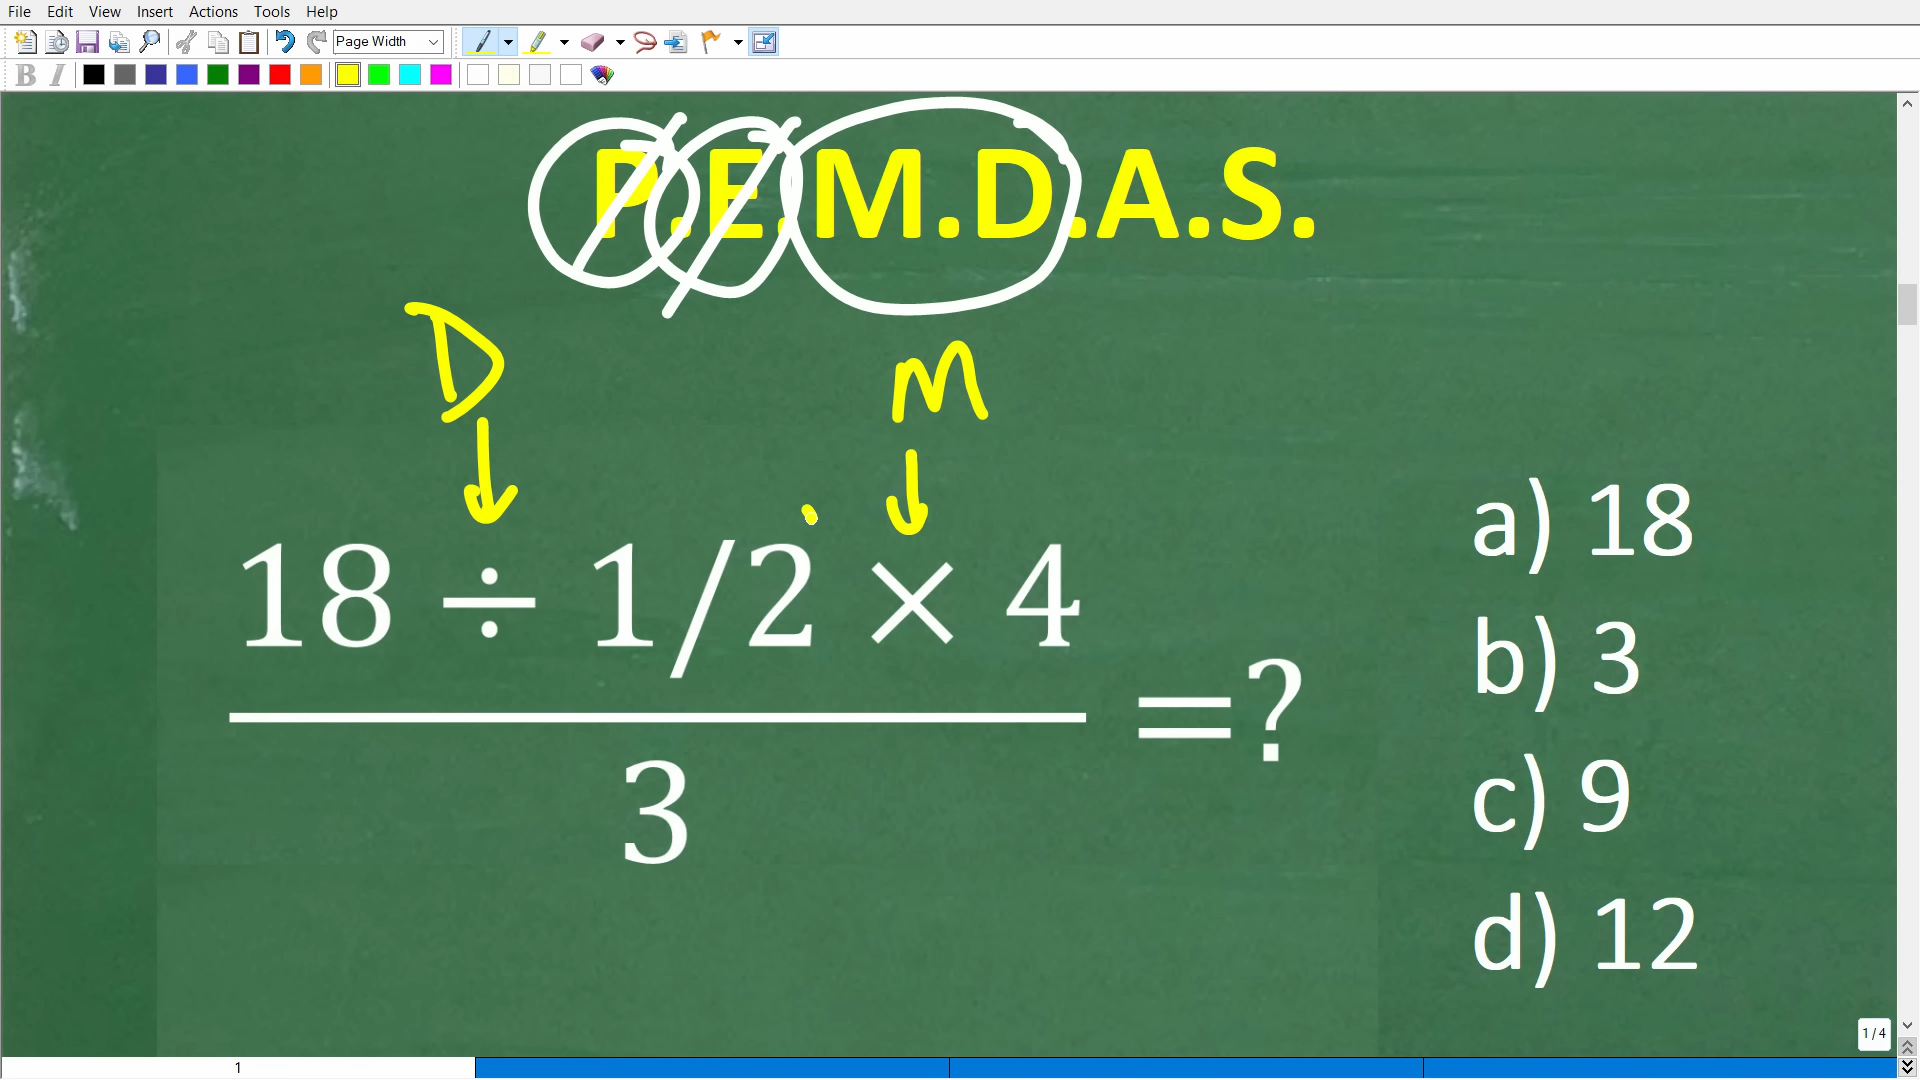 File Edit View Insert Actions Tools Help
Page Width
B I
P.E.M.D.A.S.
D M
18 ÷ 1/2 × 4
=?
3
a) 18
b) 3
c) 9
d) 12
1 / 4
1